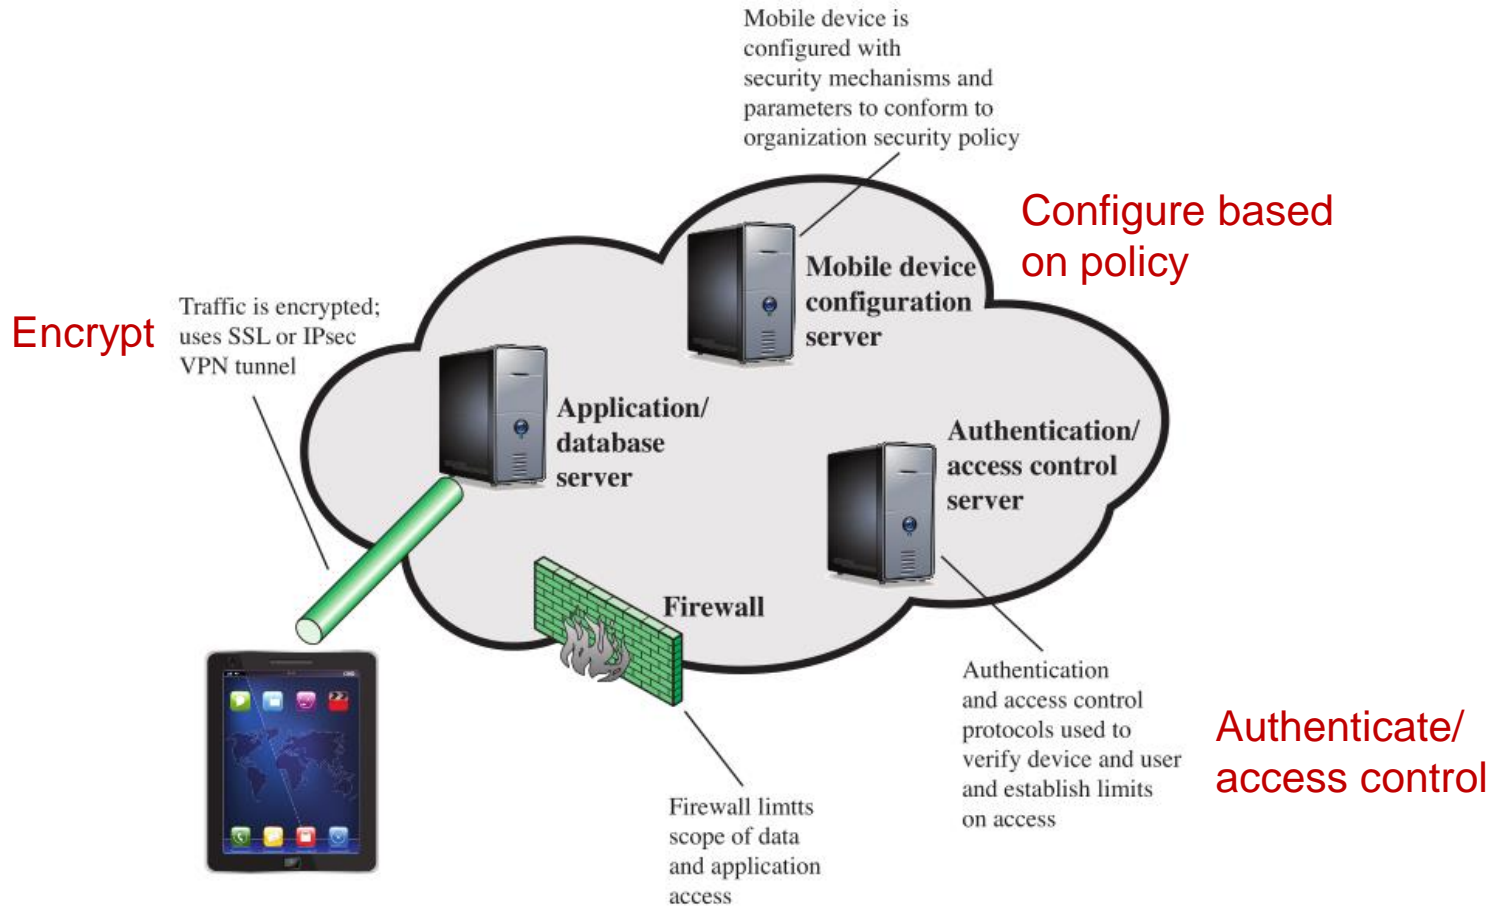 Mobile device is
configured with
security mechanisms and
parameters to conform to
organization security policy
Configure based
on policy
Mobile device
configuration
server
Encrypt
Traffic is encrypted;
uses SSL or IPsec
VPN tunnel
Application/
database
server
Authentication/
access control
server
Firewall
Authentication
and access control
protocols used to
verify device and user
and establish limits
on access
Authenticate/
access control
Firewall limtts
scope of data
and application
access